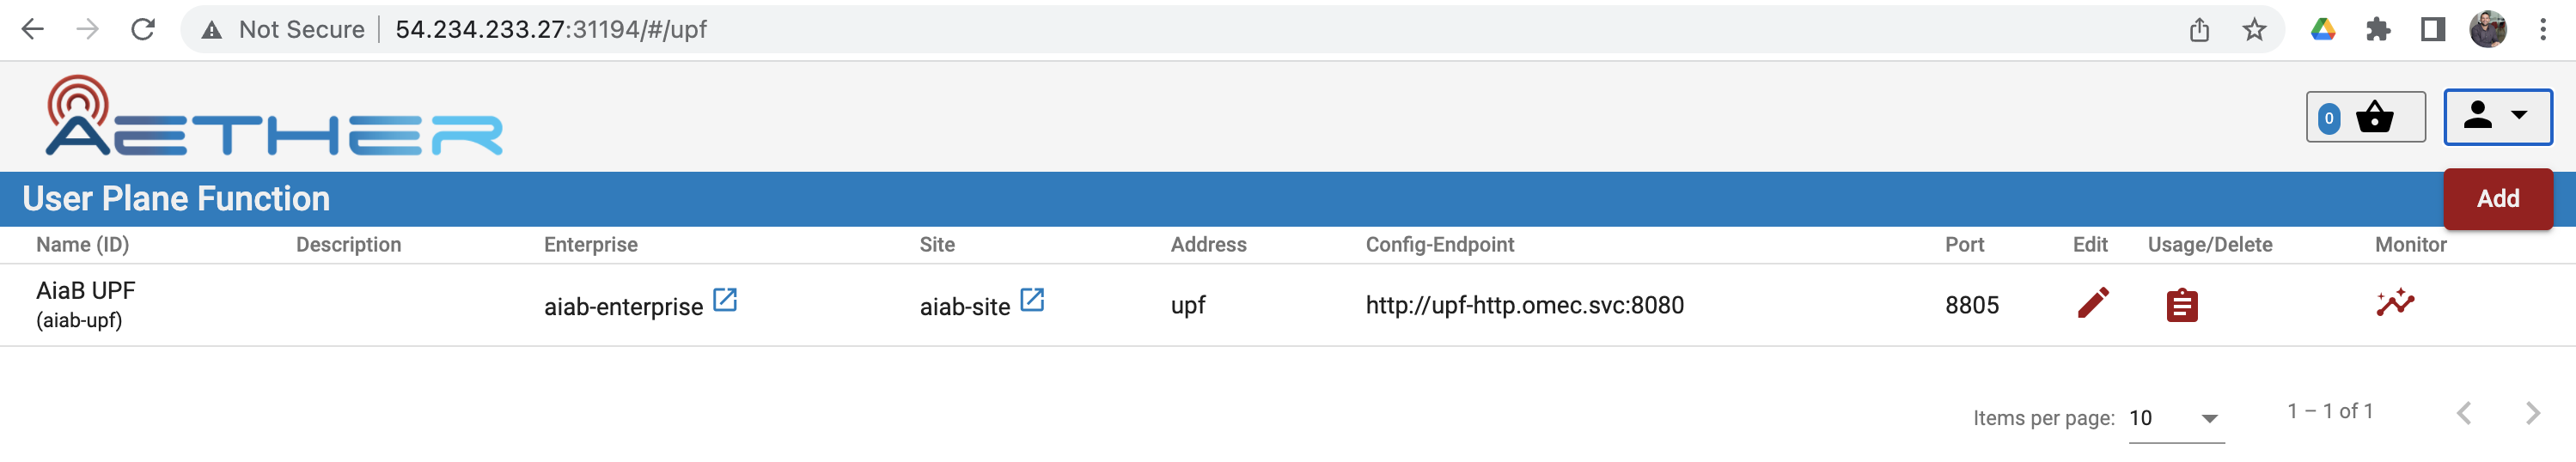 Not Secure | 54.234.233.27:31194/#/upf
AETHER
0
User Plane Function Add
Name (ID) Description Enterprise Site Address Config-Endpoint Port Edit Usage/Delete Monitor
AiaB UPF
(aiab-upf) aiab-enterprise aiab-site upf http://upf-http.omec.svc:8080 8805
Items per page: 10 1 – 1 of 1